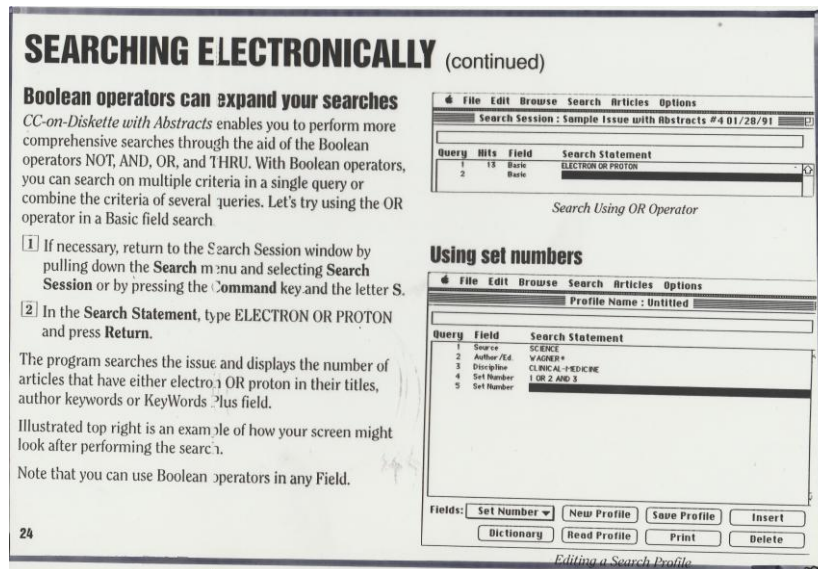 SEARCHING ELECTRONICALLY (continued)
Boolean operators can expand your searches
CC-on-Diskette with Abstracts enables you to perform more
comprehensive searches through the aid of the Boolean
operators NOT, AND, OR, and THRU. With Boolean operators,
you can search on multiple criteria in a single query or
combine the criteria of several queries. Let's try using the OR
operator in a Basic field search
1 If necessary, return to the Search Session window by
pulling down the Search menu and selecting Search
Session or by pressing the Command key and the letter S.
2 In the Search Statement, type ELECTRON OR PROTON
and press Return.
The program searches the issue and displays the number of
articles that have either electron OR proton in their titles,
author keywords or KeyWords Plus field.
Illustrated top right is an example of how your screen might
look after performing the search.
Note that you can use Boolean operators in any Field.
24
File Edit Browse Search Articles Options
Search Session : Sample Issue with Abstracts #4 01/28/91
Query Hits Field Search Statement
1 13 Basic ELECTRON OR PROTON
2 Basic
Search Using OR Operator
Using set numbers
File Edit Browse Search Articles Options
Profile Name : Untitled
Query Field Search Statement
1 Source SCIENCE
2 Author/Ed. WAGNER*
3 Discipline CLINICAL-MEDICINE
4 Set Number 1 OR 2 AND 3
5 Set Number
Fields: Set Number New Profile Save Profile Insert
Dictionary Read Profile Print Delete
Editing a Search Profile